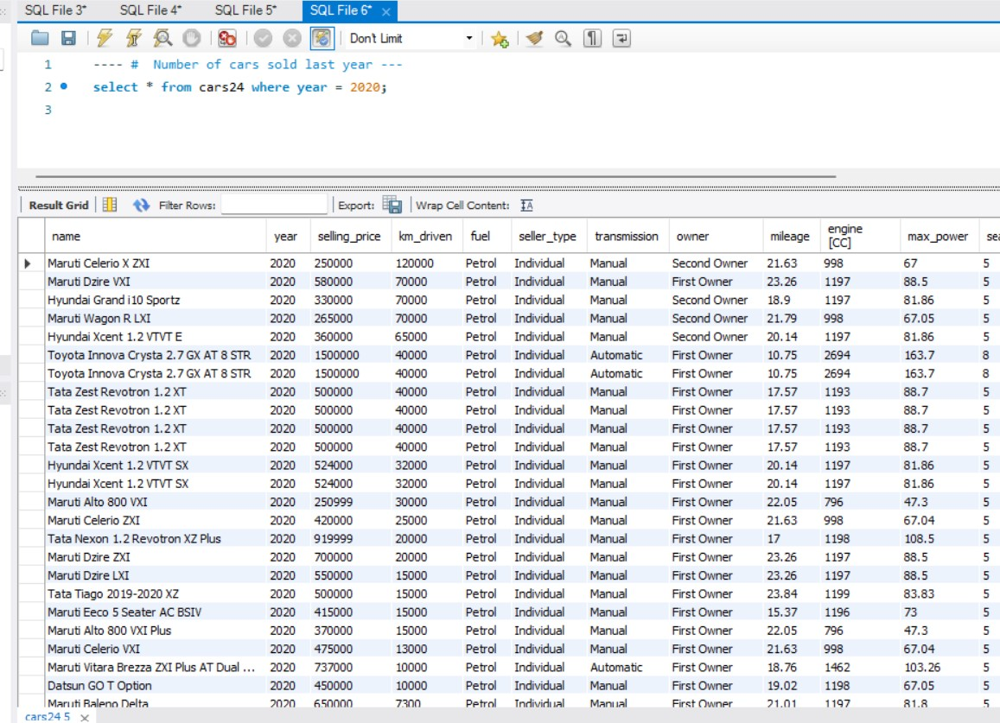 SQL File 3* SQL File 4* SQL File 5* SQL File 6* ×
Don't Limit
1 ---- # Number of cars sold last year ---
2 select * from cars24 where year = 2020;
3
Result Grid Filter Rows: Export: Wrap Cell Content:
name year selling_price km_driven fuel seller_type transmission owner mileage engine [CC] max_power sea
Maruti Celerio X ZXI 2020 250000 120000 Petrol Individual Manual Second Owner 21.63 998 67 5
Maruti Dzire VXI 2020 580000 70000 Petrol Individual Manual First Owner 23.26 1197 88.5 5
Hyundai Grand i10 Sportz 2020 330000 70000 Petrol Individual Manual Second Owner 18.9 1197 81.86 5
Maruti Wagon R LXI 2020 265000 70000 Petrol Individual Manual Second Owner 21.79 998 67.05 5
Hyundai Xcent 1.2 VTVT E 2020 360000 65000 Petrol Individual Manual Second Owner 20.14 1197 81.86 5
Toyota Innova Crysta 2.7 GX AT 8 STR 2020 1500000 40000 Petrol Individual Automatic First Owner 10.75 2694 163.7 8
Toyota Innova Crysta 2.7 GX AT 8 STR 2020 1500000 40000 Petrol Individual Automatic First Owner 10.75 2694 163.7 8
Tata Zest Revotron 1.2 XT 2020 500000 40000 Petrol Individual Manual First Owner 17.57 1193 88.7 5
Tata Zest Revotron 1.2 XT 2020 500000 40000 Petrol Individual Manual First Owner 17.57 1193 88.7 5
Tata Zest Revotron 1.2 XT 2020 500000 40000 Petrol Individual Manual First Owner 17.57 1193 88.7 5
Tata Zest Revotron 1.2 XT 2020 500000 40000 Petrol Individual Manual First Owner 17.57 1193 88.7 5
Hyundai Xcent 1.2 VTVT SX 2020 524000 32000 Petrol Individual Manual First Owner 20.14 1197 81.86 5
Hyundai Xcent 1.2 VTVT SX 2020 524000 32000 Petrol Individual Manual First Owner 20.14 1197 81.86 5
Maruti Alto 800 VXI 2020 250999 30000 Petrol Individual Manual First Owner 22.05 796 47.3 5
Maruti Celerio ZXI 2020 420000 25000 Petrol Individual Manual First Owner 21.63 998 67.04 5
Tata Nexon 1.2 Revotron XZ Plus 2020 919999 20000 Petrol Individual Manual First Owner 17 1198 108.5 5
Maruti Dzire ZXI 2020 700000 20000 Petrol Individual Manual First Owner 23.26 1197 88.5 5
Maruti Dzire LXI 2020 550000 15000 Petrol Individual Manual First Owner 23.26 1197 88.5 5
Tata Tiago 2019-2020 XZ 2020 500000 15000 Petrol Individual Manual First Owner 23.84 1199 83.83 5
Maruti Eeco 5 Seater AC BSIV 2020 415000 15000 Petrol Individual Manual First Owner 15.37 1196 73 5
Maruti Alto 800 VXI Plus 2020 370000 15000 Petrol Individual Manual First Owner 22.05 796 47.3 5
Maruti Celerio VXI 2020 475000 13000 Petrol Individual Manual First Owner 21.63 998 67.04 5
Maruti Vitara Brezza ZXI Plus AT Dual ... 2020 737000 10000 Petrol Individual Automatic First Owner 18.76 1462 103.26 5
Datsun GO T Option 2020 450000 10000 Petrol Individual Manual First Owner 19.02 1198 67.05 5
Maruti Baleno Delta 2020 650000 7300 Petrol Individual Manual First Owner 21.01 1197 81.8 5
cars24 5 ×